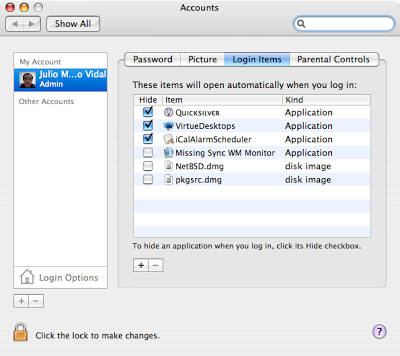 Accounts
Show All
My Account
Julio M...o Vidal
Admin
Other Accounts
Login Options
Password Picture Login Items Parental Controls
These items will open automatically when you log in:
Hide Item Kind
Quicksilver Application
VirtueDesktops Application
iCalAlarmScheduler Application
Missing Sync WM Monitor Application
NetBSD.dmg disk image
pkgsrc.dmg disk image
To hide an application when you log in, click its Hide checkbox.
+ −
+ −
Click the lock to make changes.
?